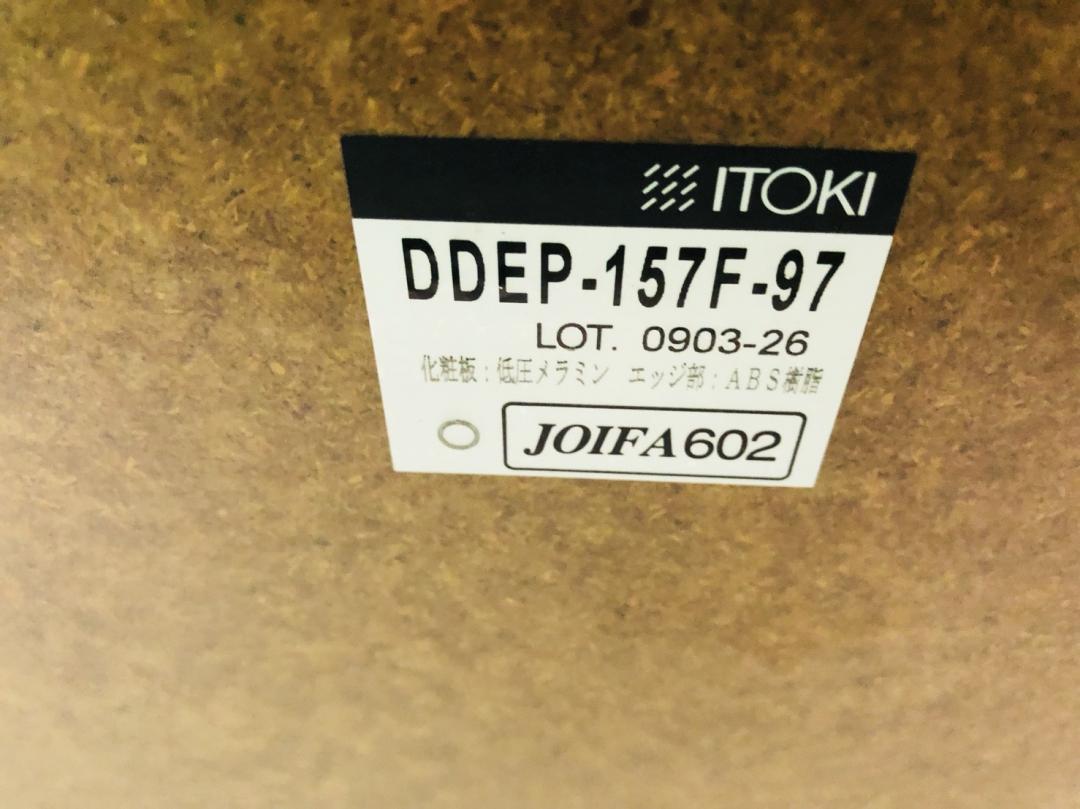 ITOKI
DDEP-157F-97
LOT. 0903-26
化粧板：低圧メラミン　エッジ部：ＡＢＳ樹脂
JOIFA602